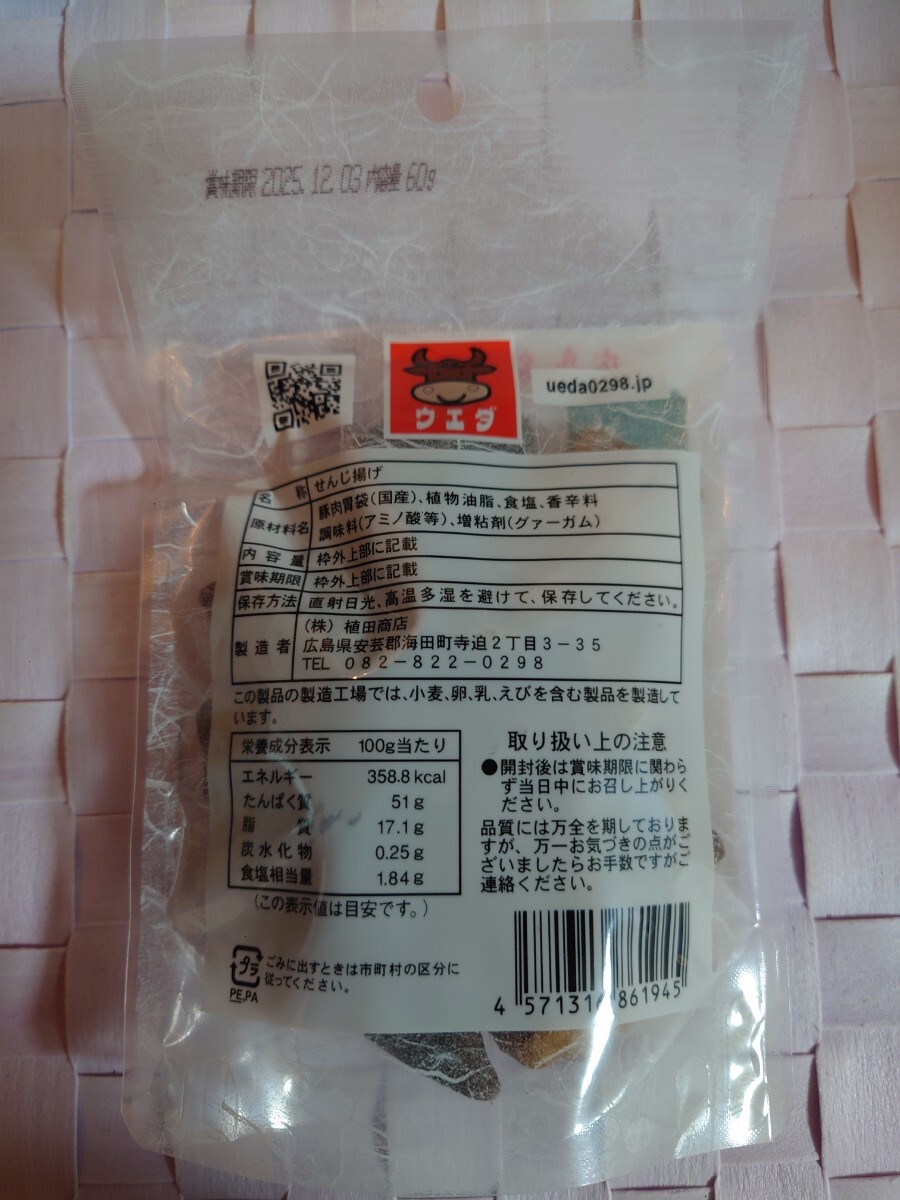 賞味期限 2025.12.03 内容量 60g
ueda0298.jp
ウエダ
名称 せんじ揚げ
原材料名 豚肉胃袋(国産)、植物油脂、食塩、香辛料
調味料(アミノ酸等)、増粘剤(グァーガム)
内容量 枠外上部に記載
賞味期限 枠外上部に記載
保存方法 直射日光、高温多湿を避けて、保存してください。
製造者 (株) 植田商店
広島県安芸郡海田町寺迫2丁目3-35
TEL 082-822-0298
この製品の製造工場では、小麦、卵、乳、えびを含む製品を製造して
います。
栄養成分表示 100g当たり
エネルギー 358.8kcal
たんぱく質 51g
脂質 17.1g
炭水化物 0.25g
食塩相当量 1.84g
(この表示値は目安です。)
取り扱い上の注意
●開封後は賞味期限に関わら
ず当日中にお召し上がりく
ださい。
品質には万全を期しておりま
すが、万一お気づきの点がご
ざいましたらお手数ですがご
連絡ください。
プラ
PE,PA
ごみに出すときは市町村の区分に
従ってください。
4 571316 861945